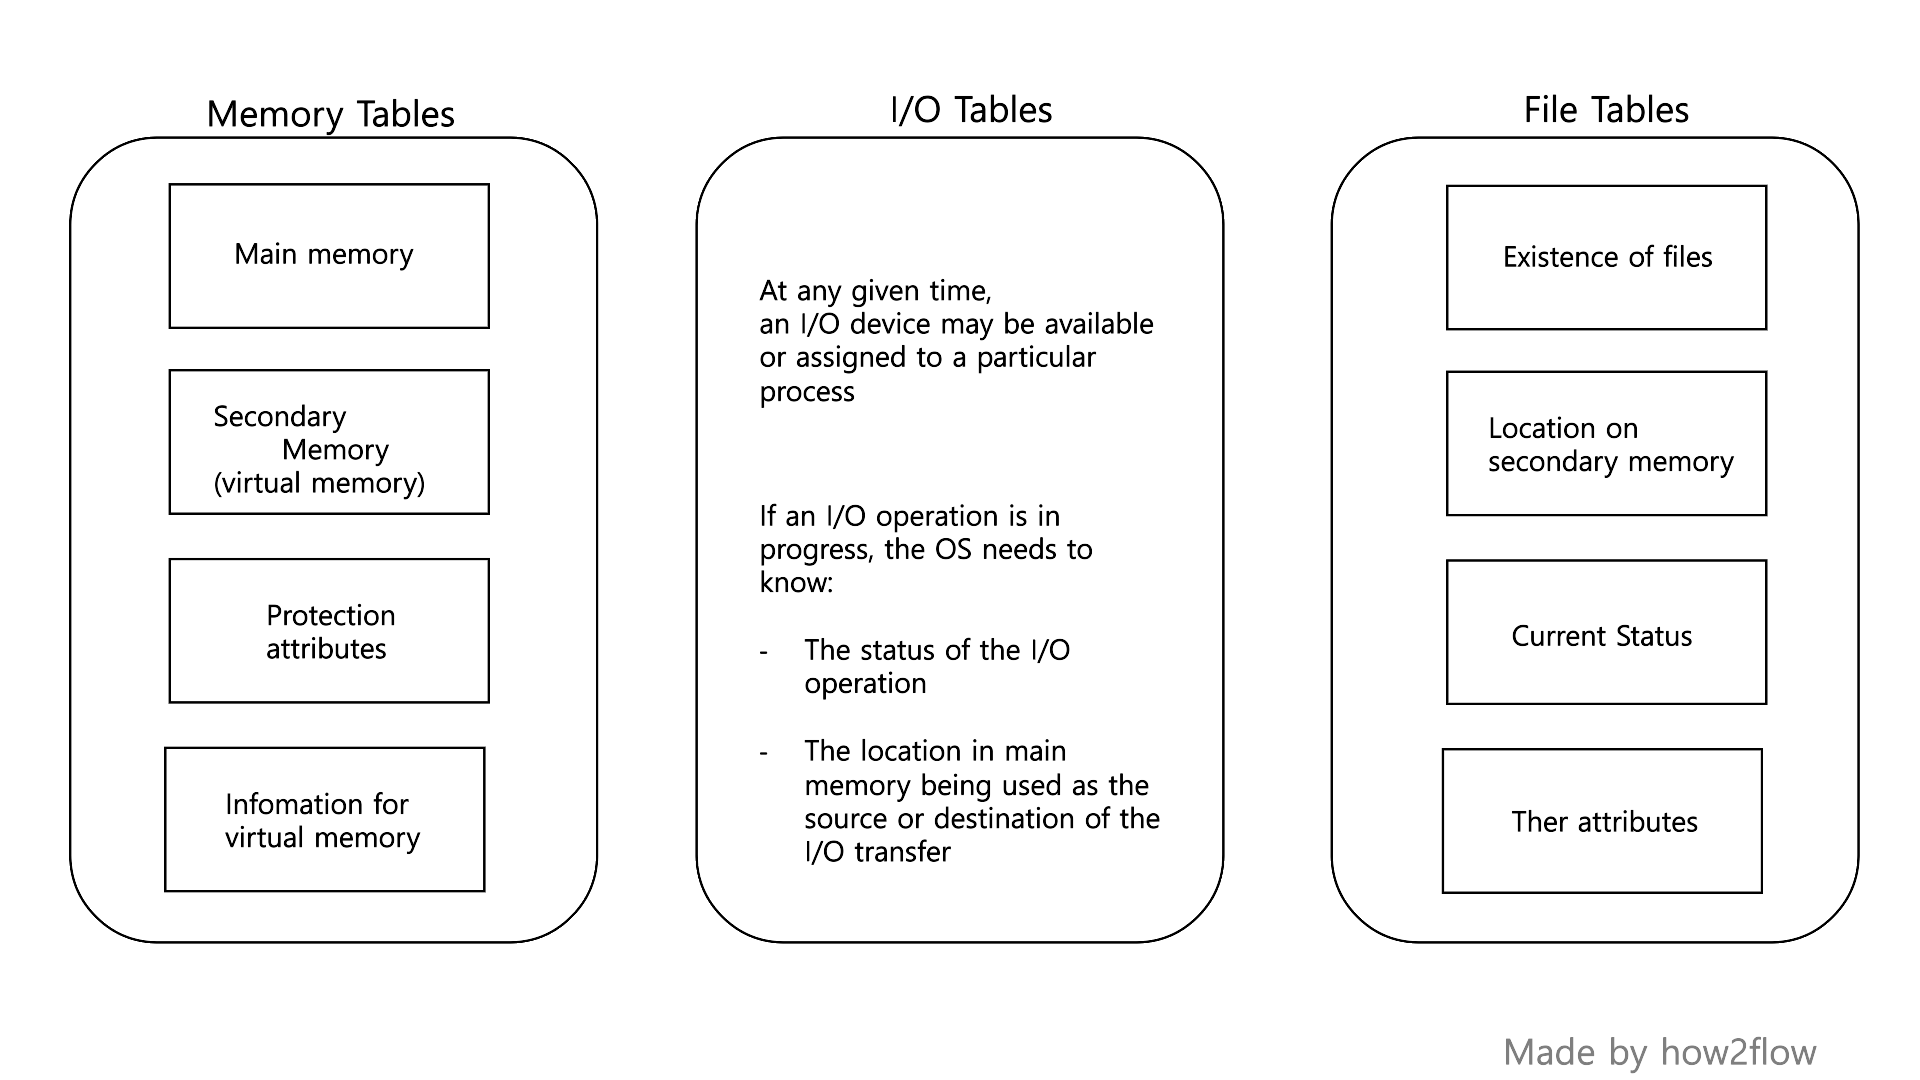 Memory Tables
Main memory
Secondary
Memory
(virtual memory)
Protection
attributes
Infomation for
virtual memory
I/O Tables
At any given time,
an I/O device may be available
or assigned to a particular
process
If an I/O operation is in
progress, the OS needs to
know:
- The status of the I/O
operation
- The location in main
memory being used as the
source or destination of the
I/O transfer
File Tables
Existence of files
Location on
secondary memory
Current Status
Ther attributes
Made by how2flow